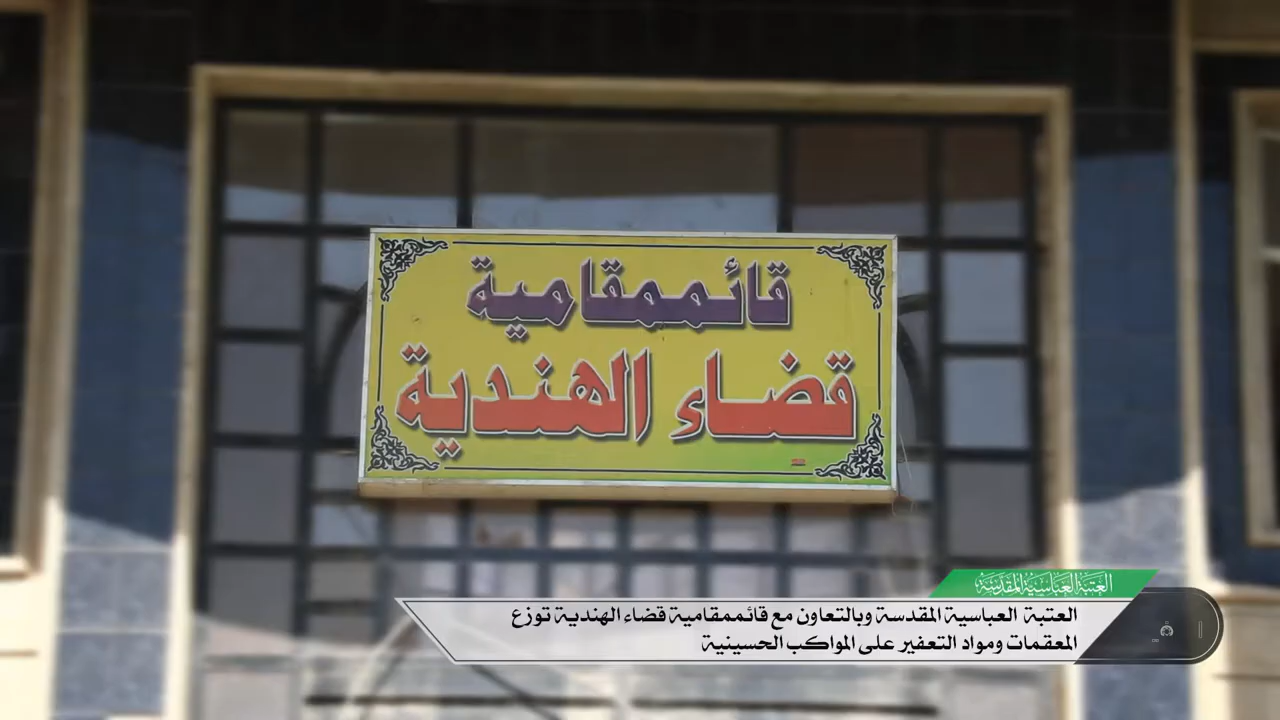 قائممقامية
قضاء الهندية
العتبة العباسية المقدسة
العتبة العباسية المقدسة وبالتعاون مع قائممقامية قضاء الهندية توزع
المعقمات ومواد التعفير على المواكب الحسينية